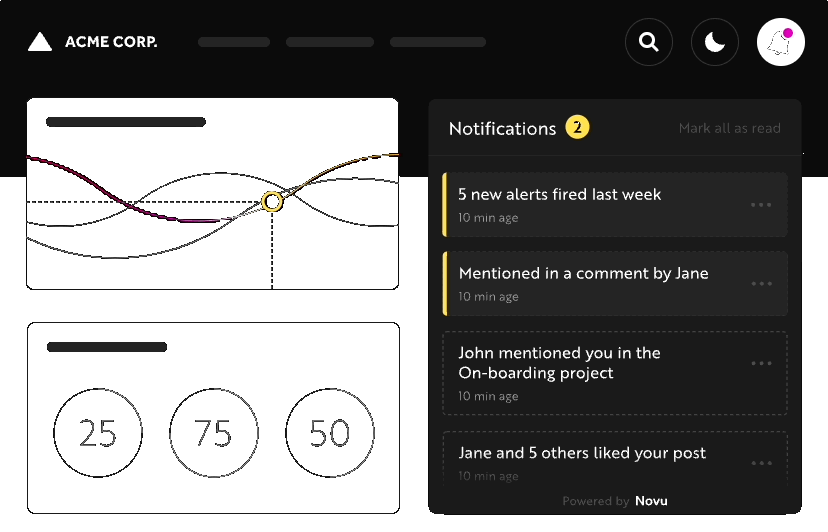 ACME CORP.
Notifications 2
Mark all as read
5 new alerts fired last week
10 min age
Mentioned in a comment by Jane
10 min age
John mentioned you in the
On-boarding project
10 min age
Jane and 5 others liked your post
10 min age
Powered by Novu
25 75 50